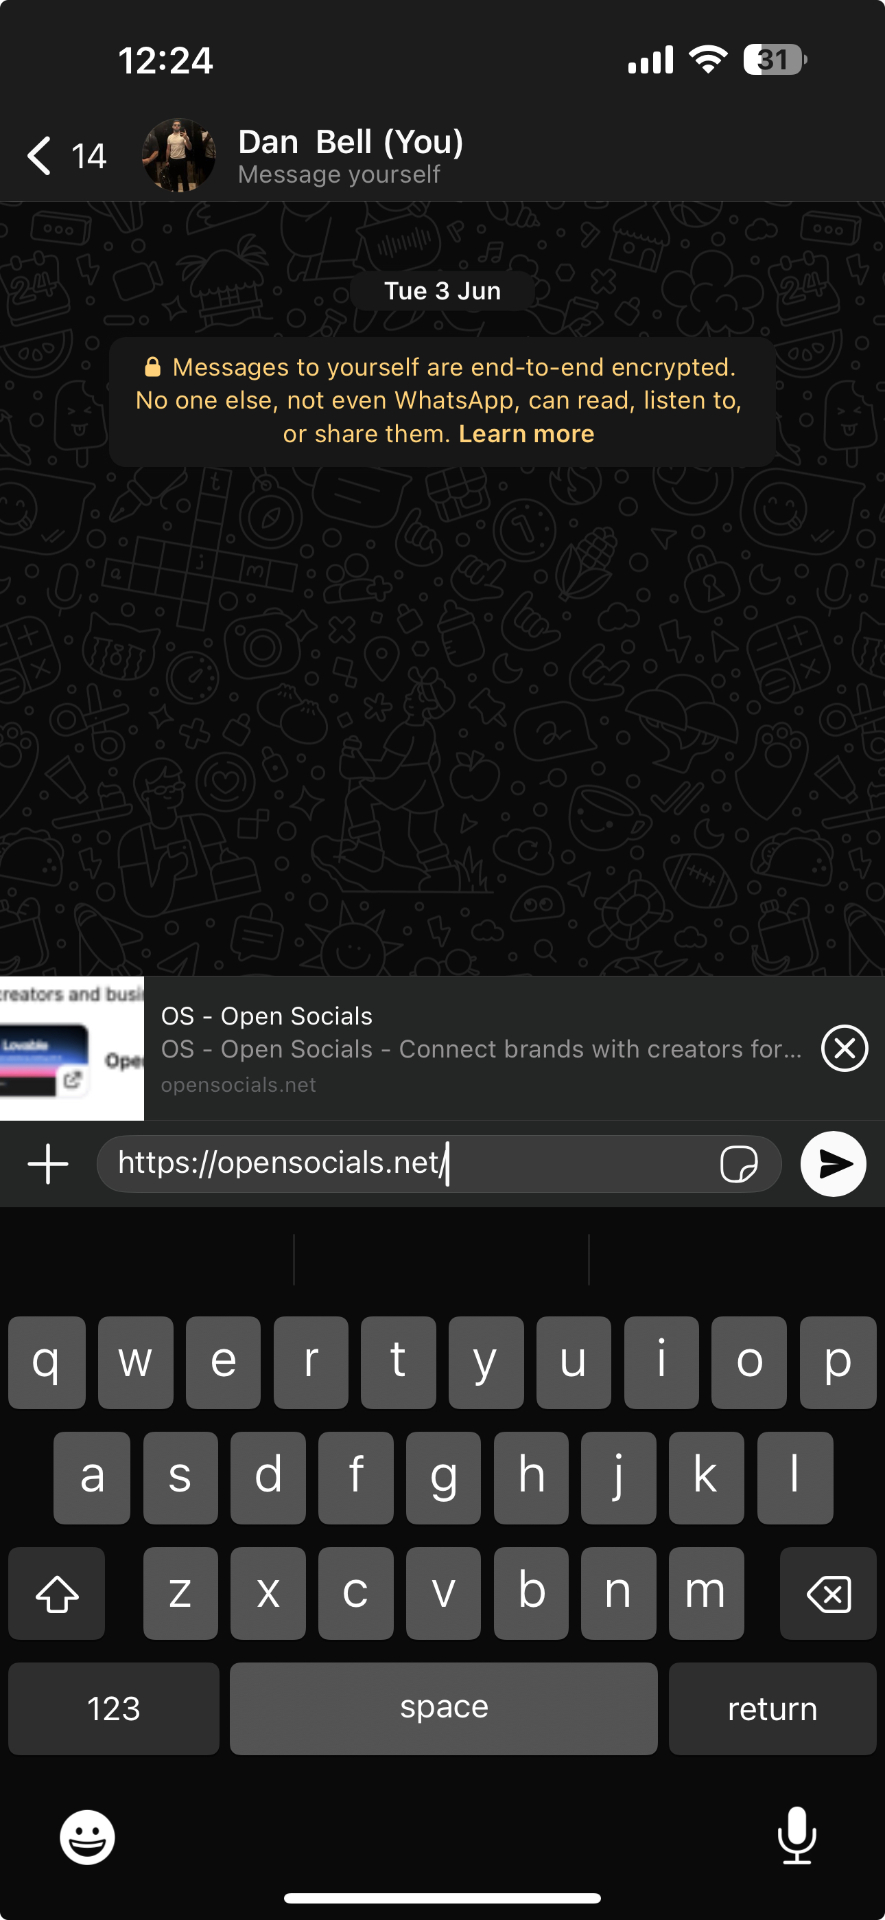 12:24
31
14
Dan Bell (You)
Message yourself
Tue 3 Jun
Messages to yourself are end-to-end encrypted.
No one else, not even WhatsApp, can read, listen to,
or share them. Learn more
creators and busi
Lovable
Ope
OS - Open Socials
OS - Open Socials - Connect brands with creators for...
opensocials.net
https://opensocials.net/
q w e r t y u i o p
a s d f g h j k l
z x c v b n m
123 space return